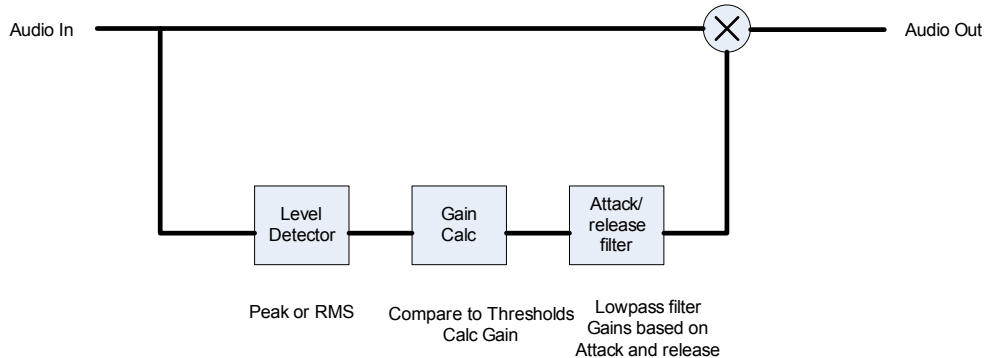 Audio In
Audio Out
Level
Detector
Gain
Calc
Attack/
release
filter
Peak or RMS
Compare to Thresholds
Calc Gain
Lowpass filter
Gains based on
Attack and release